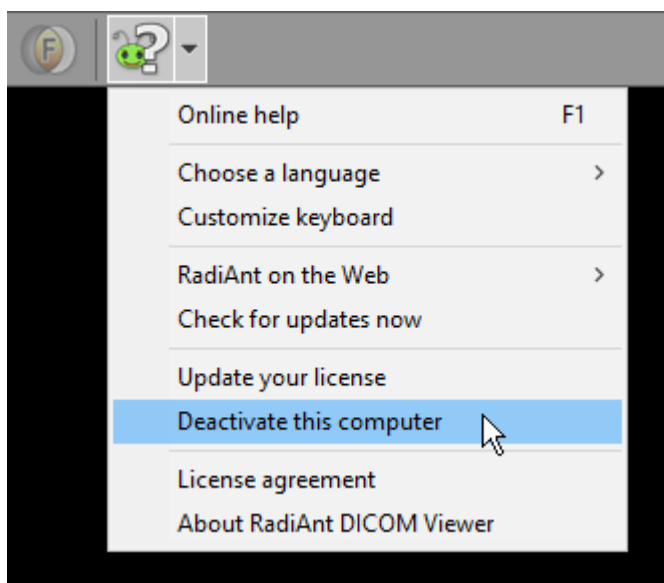 F
Online help F1
Choose a language
Customize keyboard
RadiAnt on the Web
Check for updates now
Update your license
Deactivate this computer
License agreement
About RadiAnt DICOM Viewer